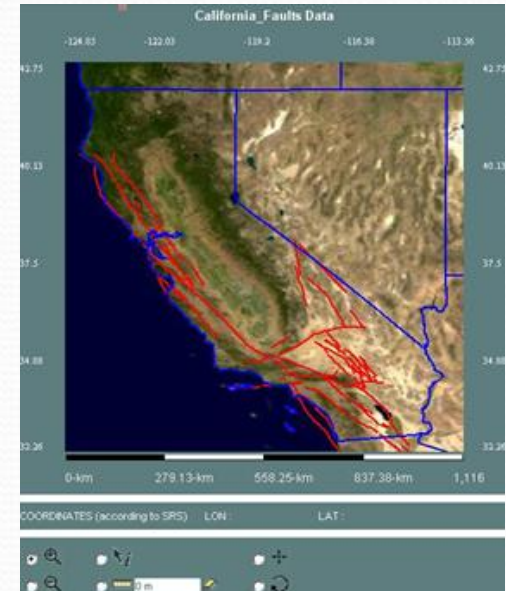 California_Faults Data
-124.83 -122.03 -119.2 -116.38 -113.36
42.75 42.75
40.13 40.13
37.5 37.5
34.88 34.88
32.26 32.26
0-km 279.13-km 558.25-km 837.38-km 1,116
COORDINATES (according to SRS) LON : LAT :
i
0 m